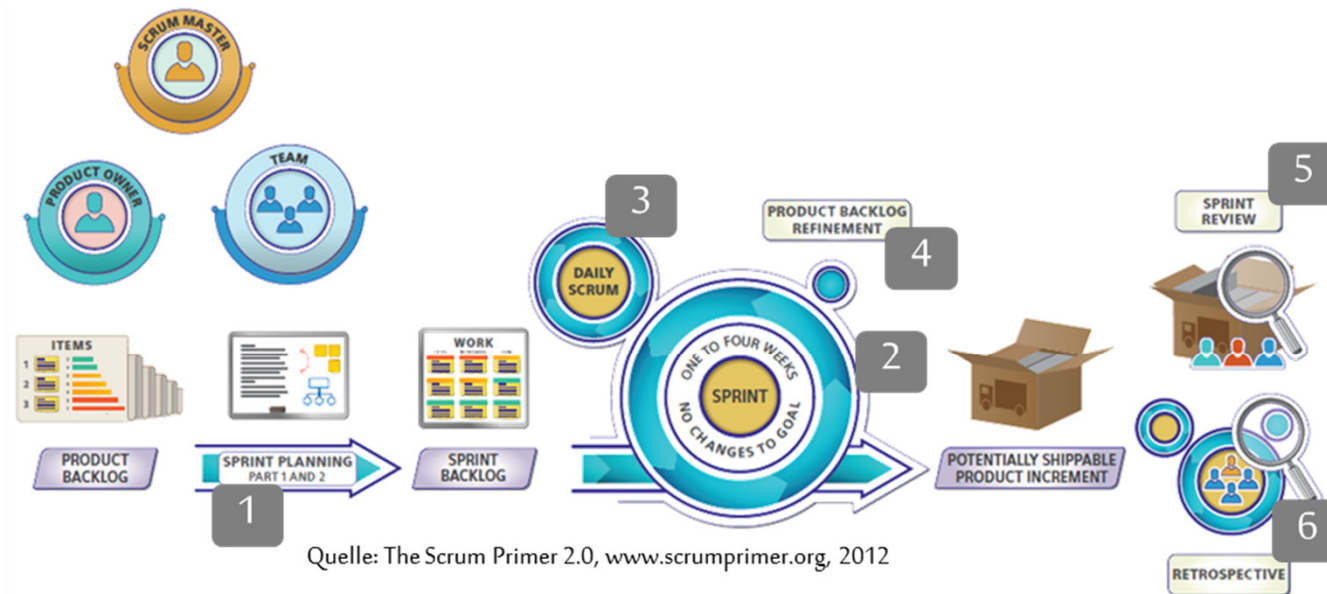 SCRUM MASTER
PRODUCT OWNER
TEAM
3
DAILY
SCRUM
PRODUCT BACKLOG
REFINEMENT
4
5
SPRINT
REVIEW
ITEMS
1
2
3
WORK
ONE TO FOUR WEEKS
SPRINT
NO CHANGES TO GOAL
2
PRODUCT
BACKLOG
SPRINT PLANNING
PART 1 AND 2
1
SPRINT
BACKLOG
POTENTIALLY SHIPPABLE
PRODUCT INCREMENT
6
RETROSPECTIVE
Quelle: The Scrum Primer 2.0, www.scrumprimer.org, 2012